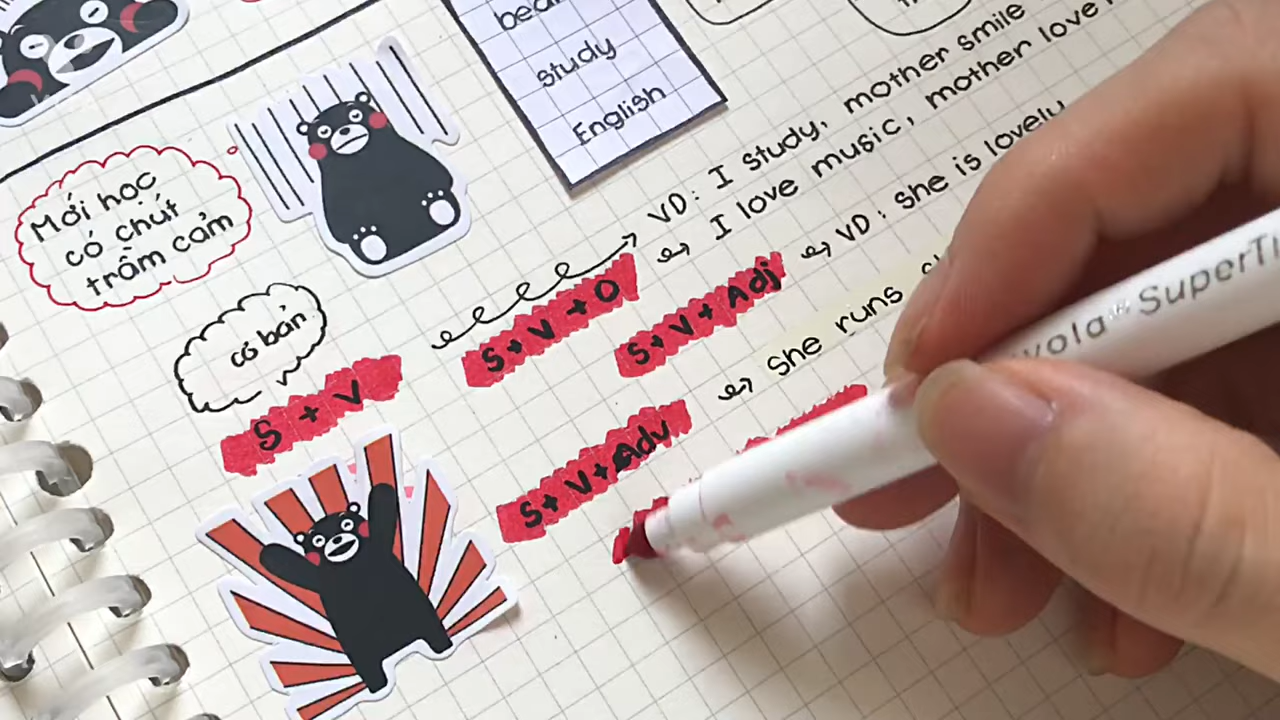 Study
English
Mới học
có chút
trầm cảm
có bản
S + V
S + V + O
S + V + Adj
S + V + Adv
VD: I study, mother smile
I love music, mother love
VD: She is lovely
She runs
SuperTi